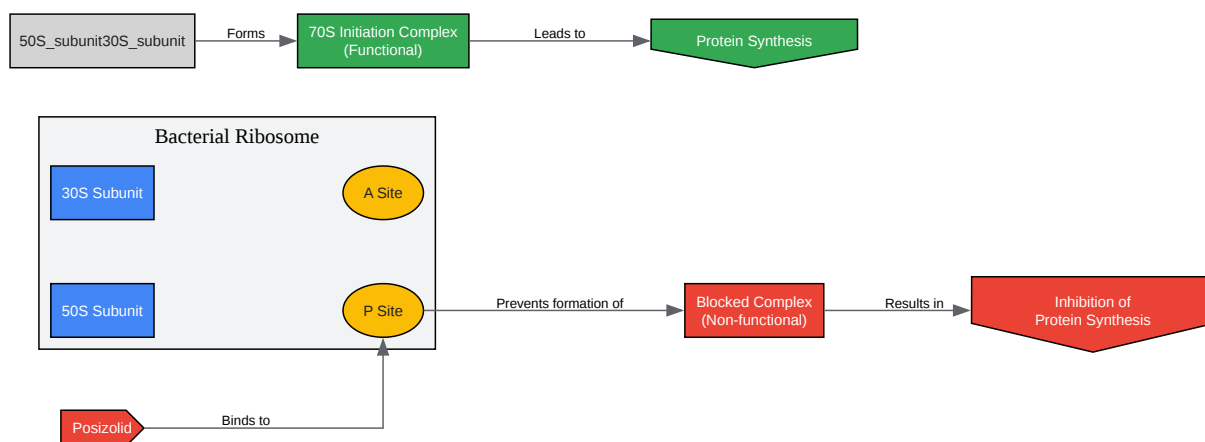 50S_subunit30S_subunit
Forms
70S Initiation Complex
(Functional)
Leads to
Protein Synthesis
Bacterial Ribosome
30S Subunit
A Site
50S Subunit
P Site
Prevents formation of
Blocked Complex
(Non-functional)
Results in
Inhibition of
Protein Synthesis
Posizolid
Binds to